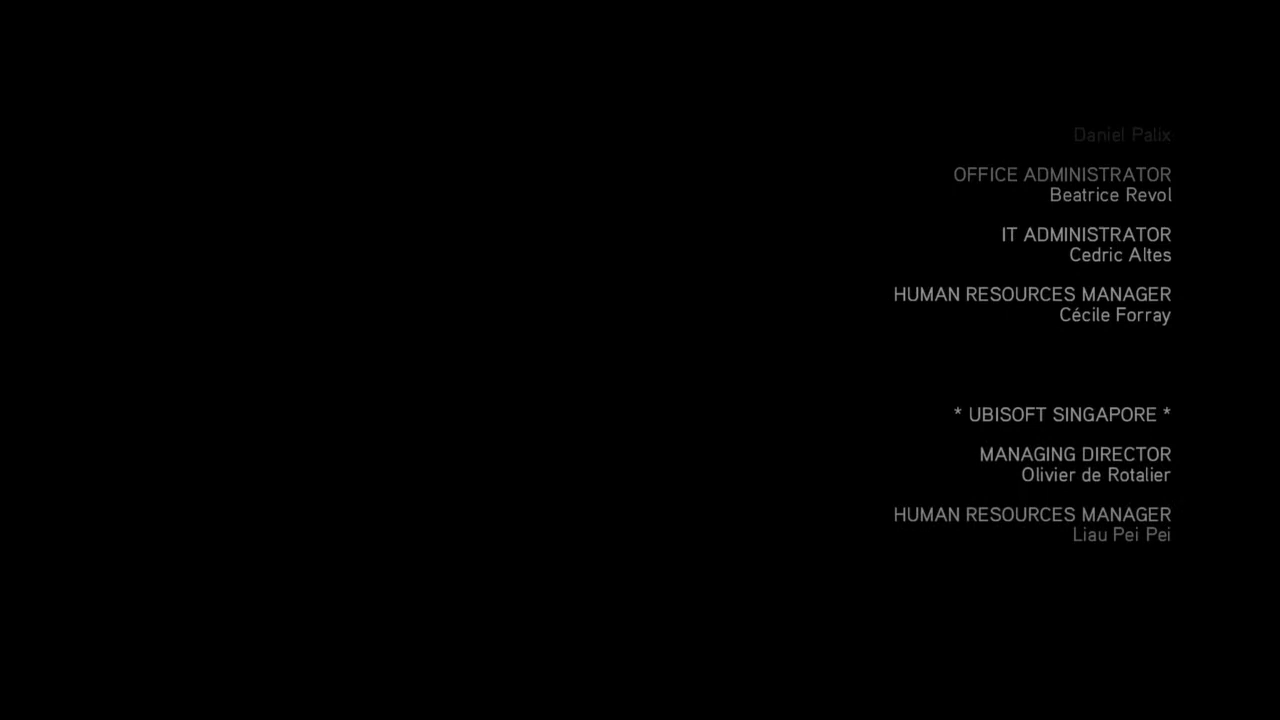 Daniel Palix
OFFICE ADMINISTRATOR
Beatrice Revol
IT ADMINISTRATOR
Cedric Altes
HUMAN RESOURCES MANAGER
Cécile Forray
* UBISOFT SINGAPORE *
MANAGING DIRECTOR
Olivier de Rotalier
HUMAN RESOURCES MANAGER
Liau Pei Pei